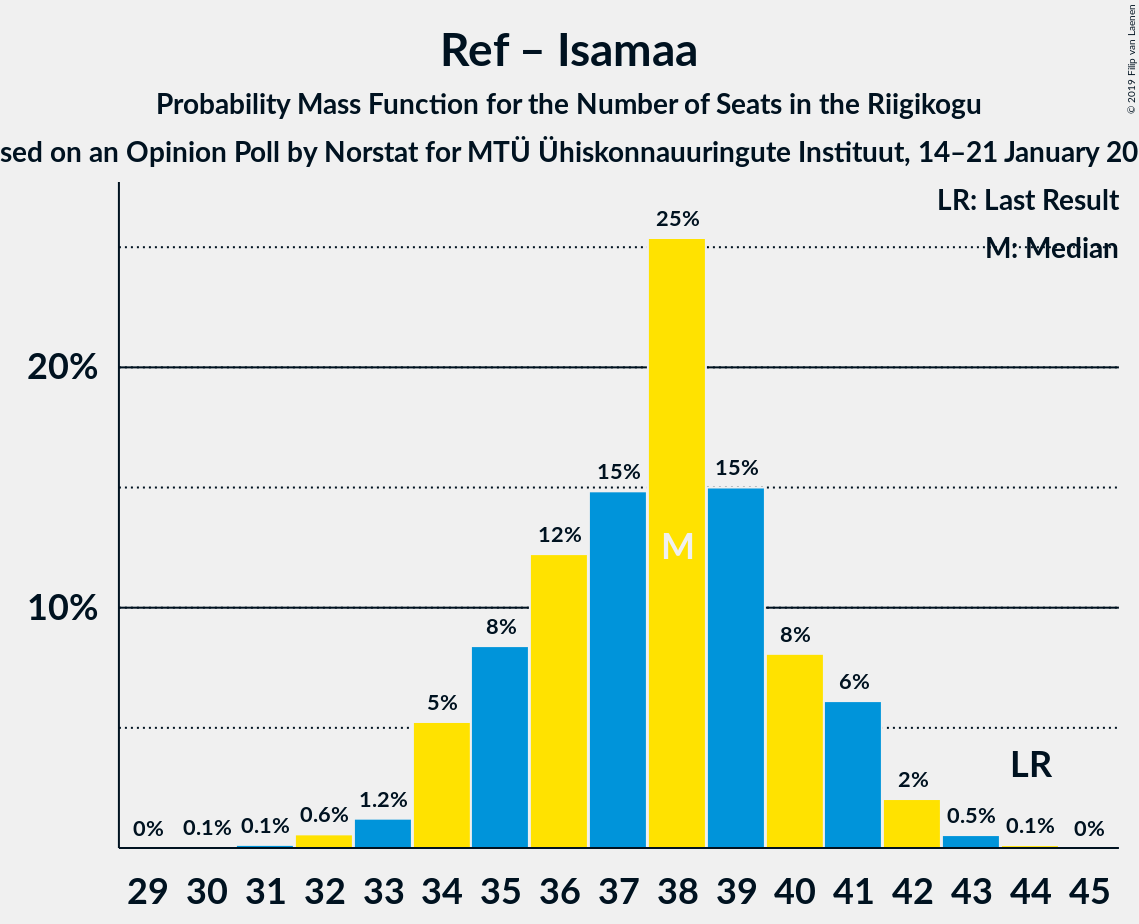 © 2019 Filip van Laenen
Ref – Isamaa
Probability Mass Function for the Number of Seats in the Riigikogu
sed on an Opinion Poll by Norstat for MTÜ Ühiskonnauuringute Instituut, 14–21 January 20
LR: Last Result
M: Median
25%
20%
15% 15%
M
12%
10%
8% 8%
6%
5%
LR
2%
0% 0.1% 0.1% 0.6% 1.2% 0.5% 0.1% 0%
29 30 31 32 33 34 35 36 37 38 39 40 41 42 43 44 45